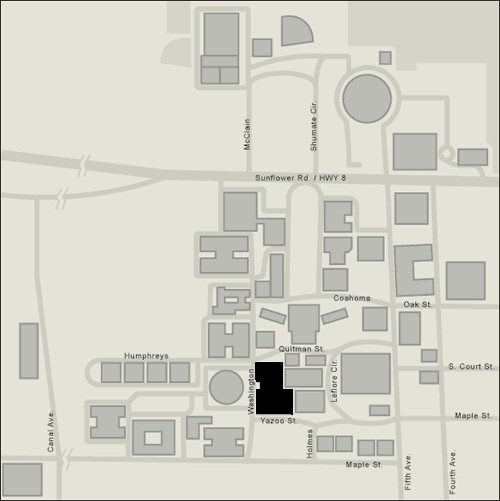 McClain
Shumate Cir.
Sunflower Rd. / HWY 8
Coahoma
Oak St.
Quitman St.
Humphreys
Washington
Leflore Cir.
S. Court St.
Canal Ave.
Yazoo St.
Maple St.
Holmes
Maple St.
Fifth Ave.
Fourth Ave.